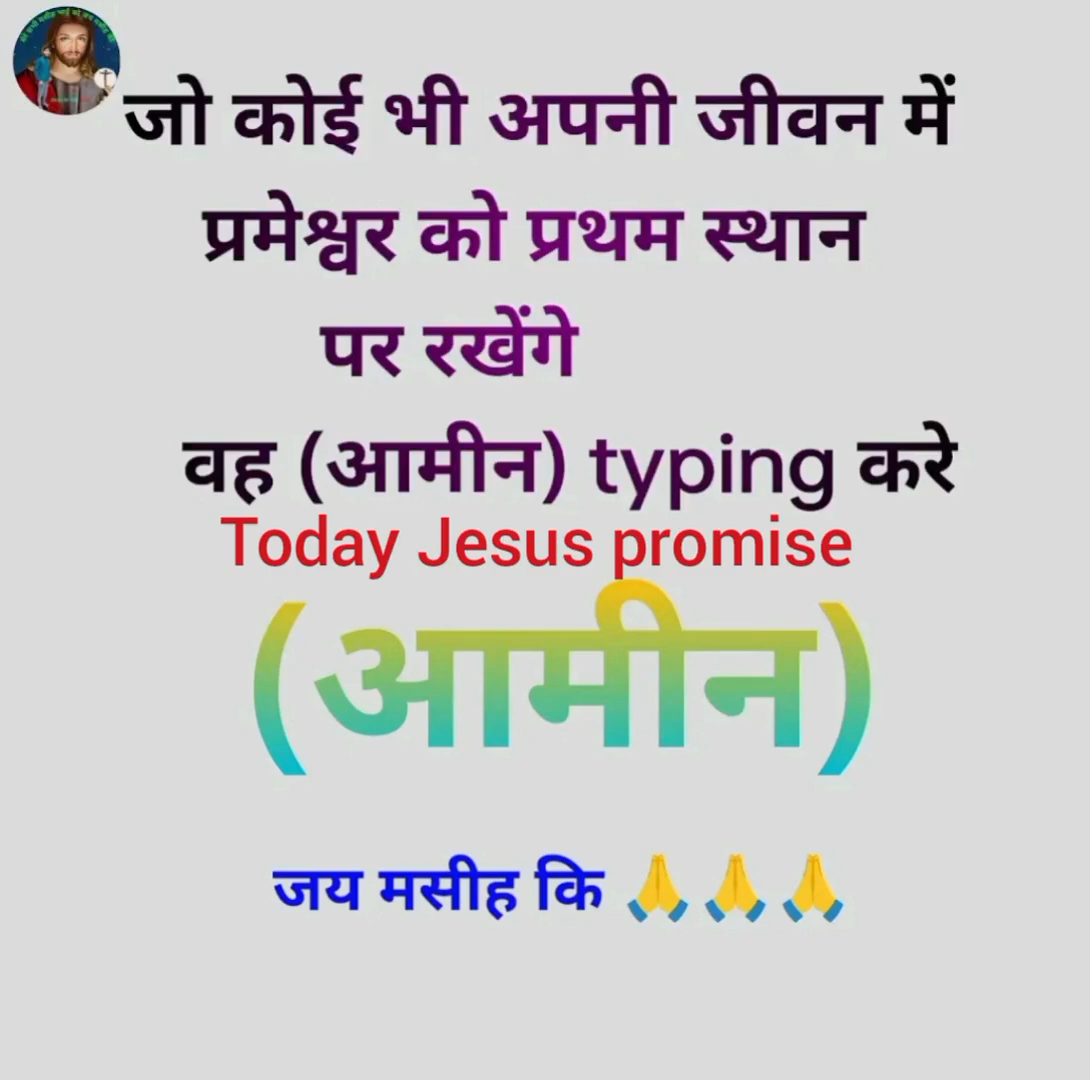 जो कोई भी अपनी जीवन में
प्रमेश्वर को प्रथम स्थान
पर रखेंगे
वह (आमीन) typing करे
Today Jesus promise
(आमीन)
जय मसीह कि 🙏🙏🙏